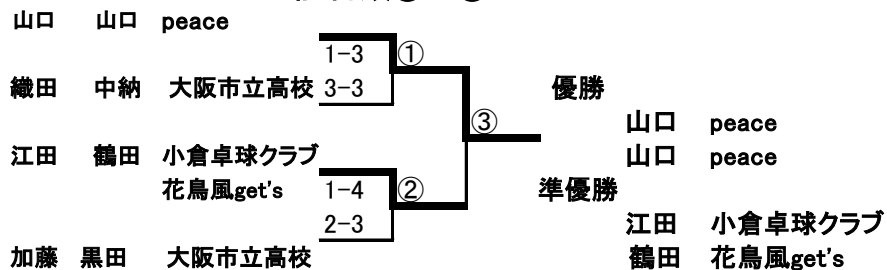 山口 山口 peace
1-3 ①
織田 中納 大阪市立高校 3-3 優勝
③ 山口 peace
江田 鶴田 小倉卓球クラブ 山口 peace
花鳥風get's 1-4 ② 準優勝
2-3 江田 小倉卓球クラブ
加藤 黒田 大阪市立高校 鶴田 花鳥風get's